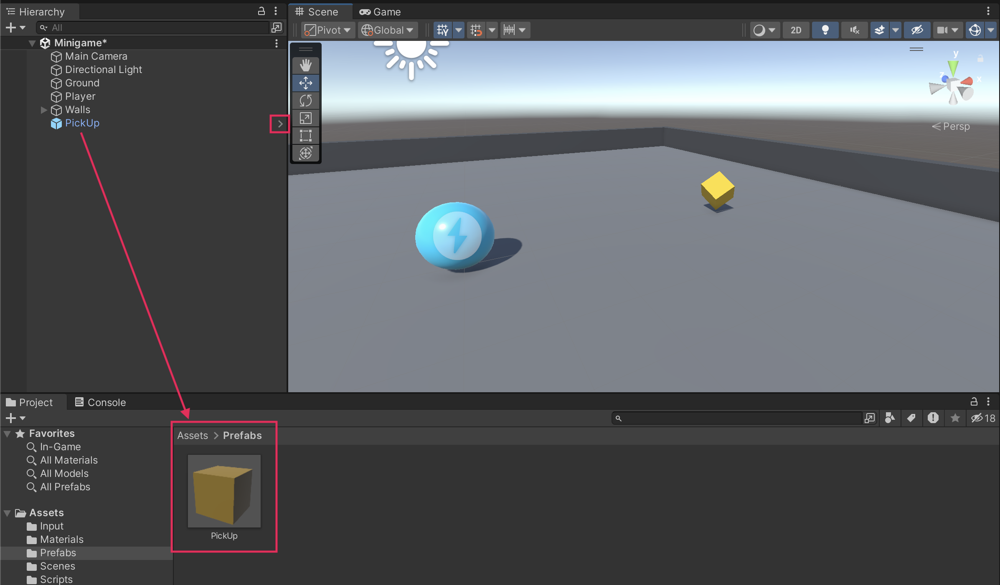 Hierarchy
All
Minigame*
Main Camera
Directional Light
Ground
Player
Walls
PickUp
Scene
Game
Pivot
Global
2D
y
z
x
Persp
Project
Console
18
Favorites
In-Game
All Materials
All Models
All Prefabs
Assets
Input
Materials
Prefabs
Scenes
Scripts
Assets > Prefabs
PickUp